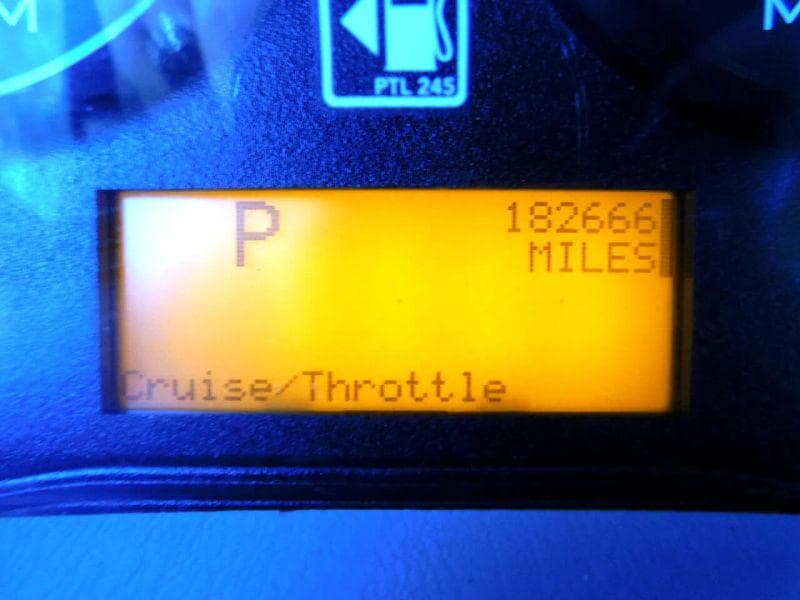 M
M
PTL 245
P
182666
MILES
Cruise/Throttle